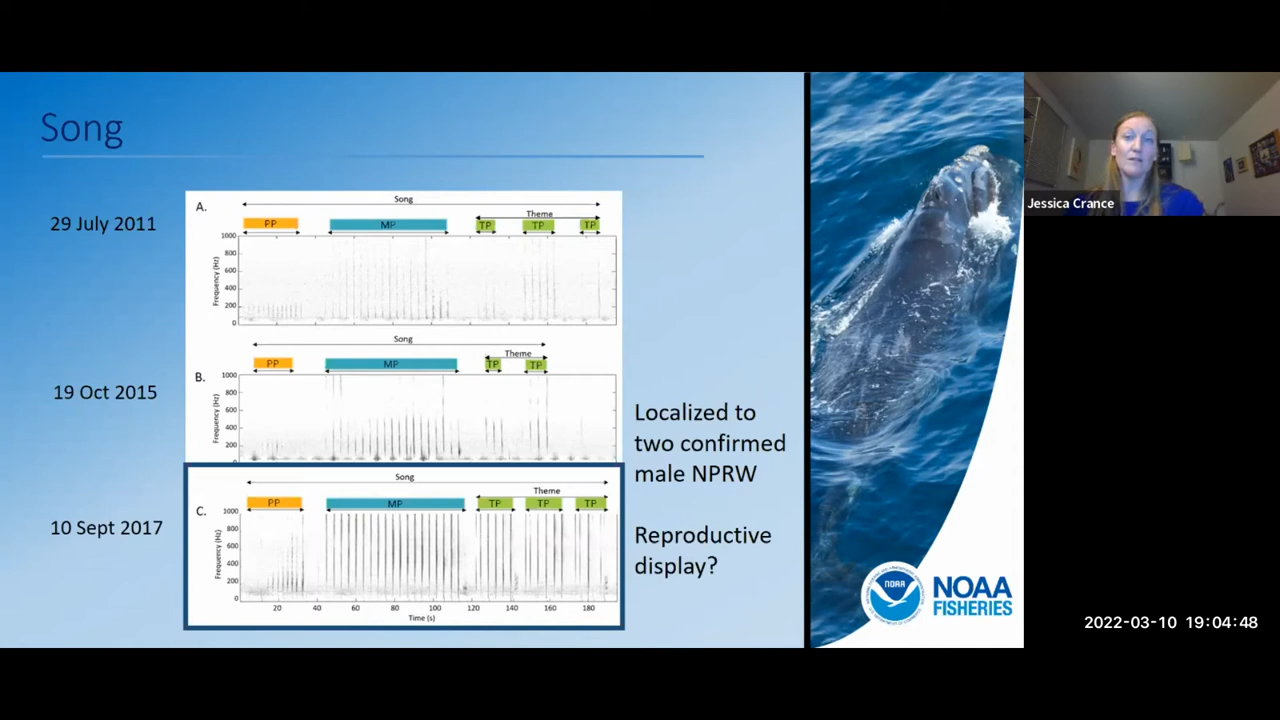 Song
29 July 2011
19 Oct 2015
10 Sept 2017
A.
Song
PP
MP
Theme
TP
TP
TP
1000
800
600
400
200
0
Frequency (Hz)
B.
Song
PP
MP
Theme
TP
TP
1000
800
600
400
200
0
Frequency (Hz)
C.
Song
PP
MP
Theme
TP
TP
TP
1000
800
600
400
200
0
Frequency (Hz)
20
40
60
80
100
120
140
160
180
Time (s)
Localized to
two confirmed
male NPRW
Reproductive
display?
NOAA
NOAA
FISHERIES
Jessica Crance
2022-03-10 19:04:48